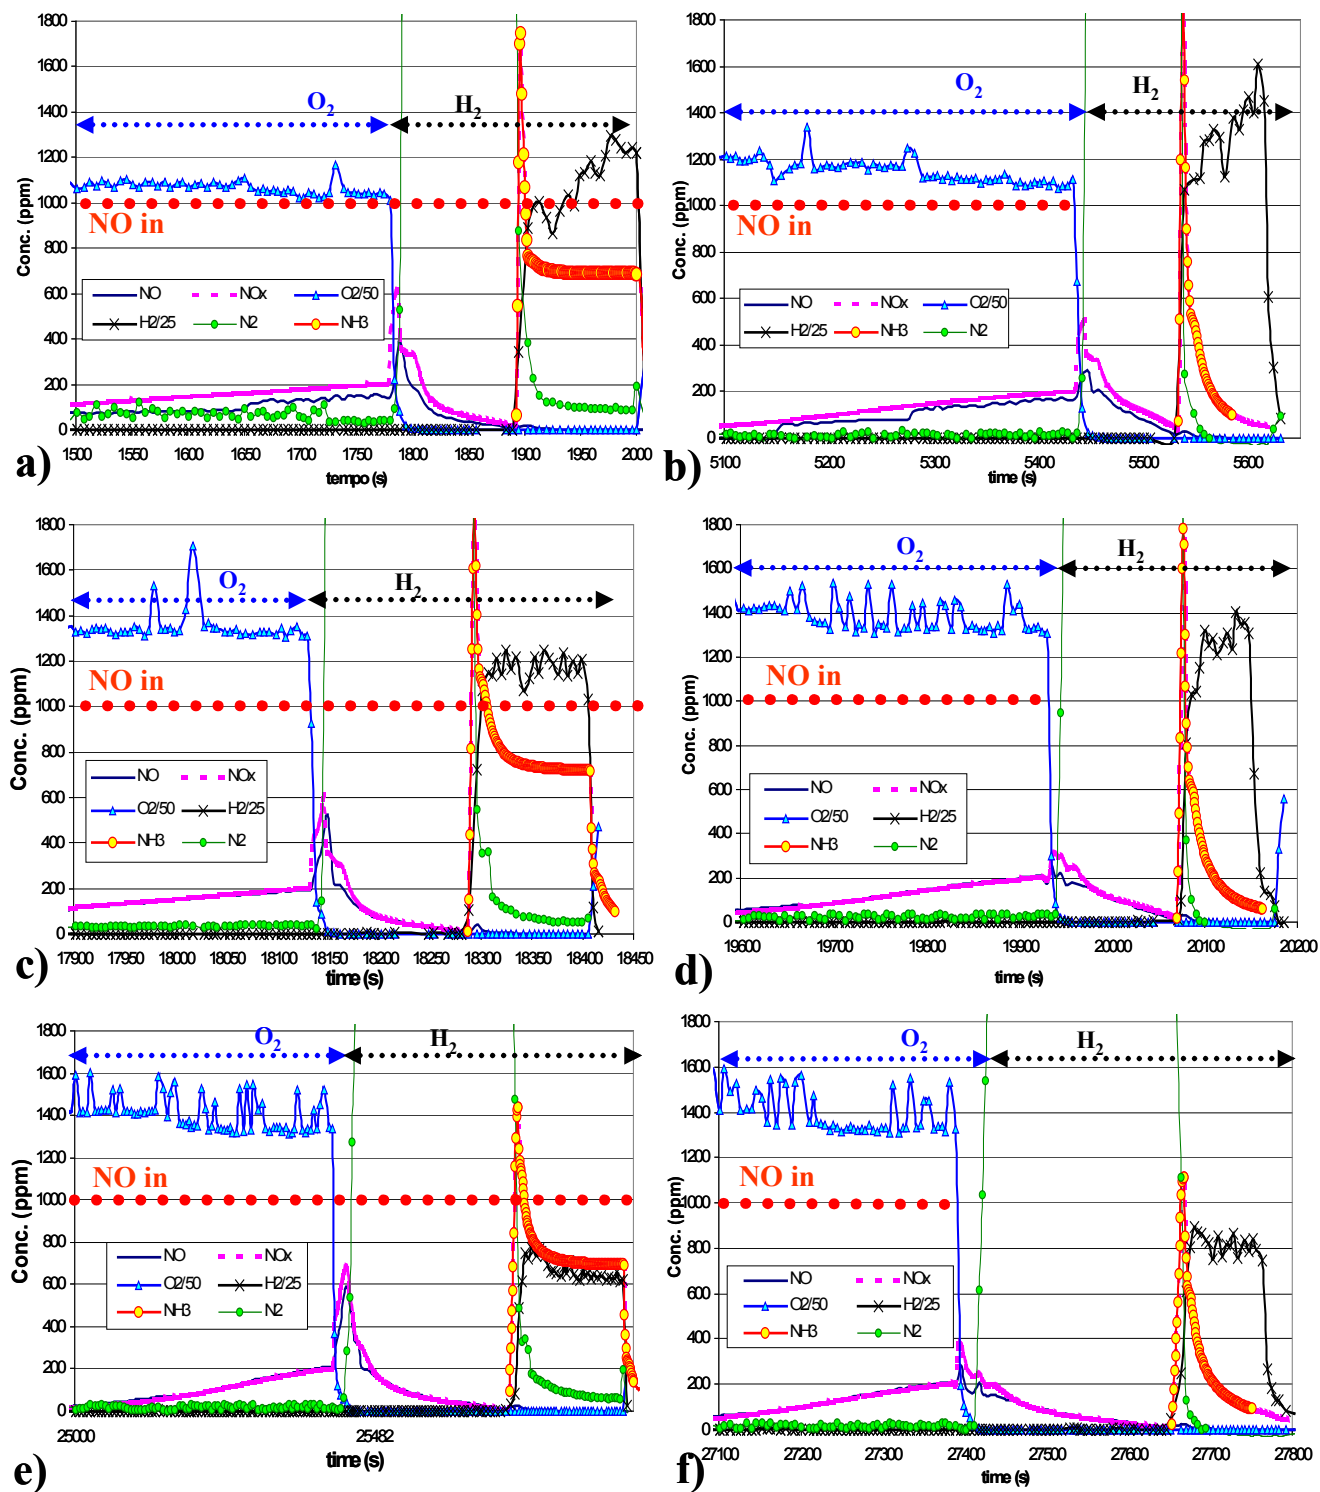 1800
1600
1400
1200
1000
800
600
400
200
0
Conc. (ppm)
O2
H2
NO in
NO NOx O2/50
H2/25 N2 NH3
1500 1550 1600 1650 1700 1750 1800 1850 1900 1950 2000
tempo (s)
a)
1800
1600
1400
1200
1000
800
600
400
200
0
Conc. (ppm)
O2
H2
NO in
NO NOx O2/50
H2/25 NH3 N2
5100 5200 5300 5400 5500 5600
time (s)
b)
1800
1600
1400
1200
1000
800
600
400
200
0
Conc. (ppm)
O2
H2
NO in
NO NOx
O2/50 H2/25
NH3 N2
17900 17950 18000 18050 18100 18150 18200 18250 18300 18350 18400 18450
time (s)
c)
1800
1600
1400
1200
1000
800
600
400
200
0
Conc. (ppm)
O2
H2
NO in
NO NOx
O2/50 H2/25
NH3 N2
19600 19700 19800 19900 20000 20100 20200
time (s)
d)
1800
1600
1400
1200
1000
800
600
400
200
0
Conc. (ppm)
O2
H2
NO in
NO NOx
O2/50 H2/25
NH3 N2
25000 25482
time (s)
e)
1800
1600
1400
1200
1000
800
600
400
200
0
Conc. (ppm)
O2
H2
NO in
NO NOx
O2/50 H2/25
NH3 N2
27100 27200 27300 27400 27500 27600 27700 27800
time (s)
f)